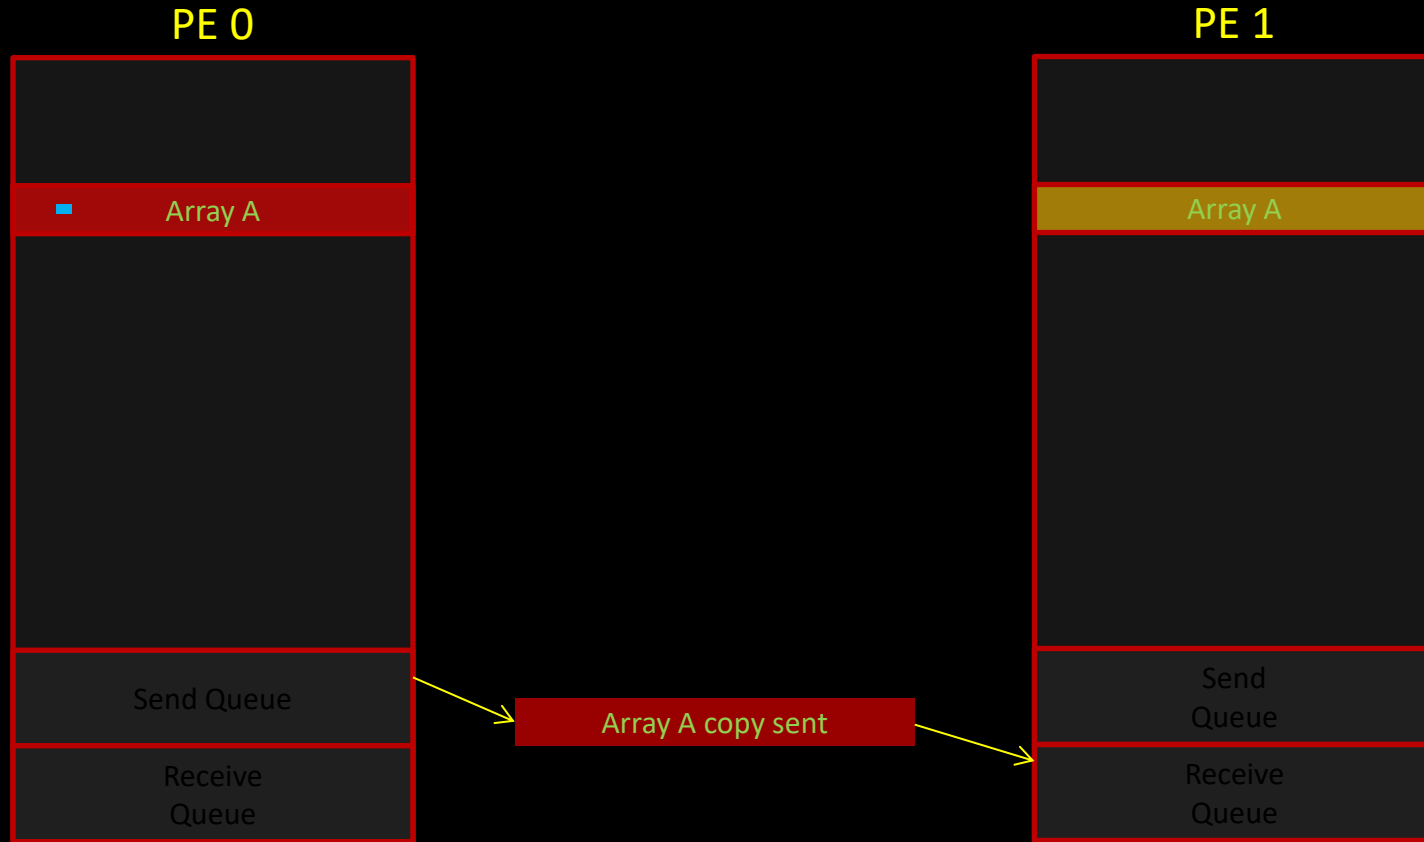 PE 0
PE 1
Array A
Array A
Send Queue
Send
Queue
Array A copy sent
Receive
Queue
Receive
Queue